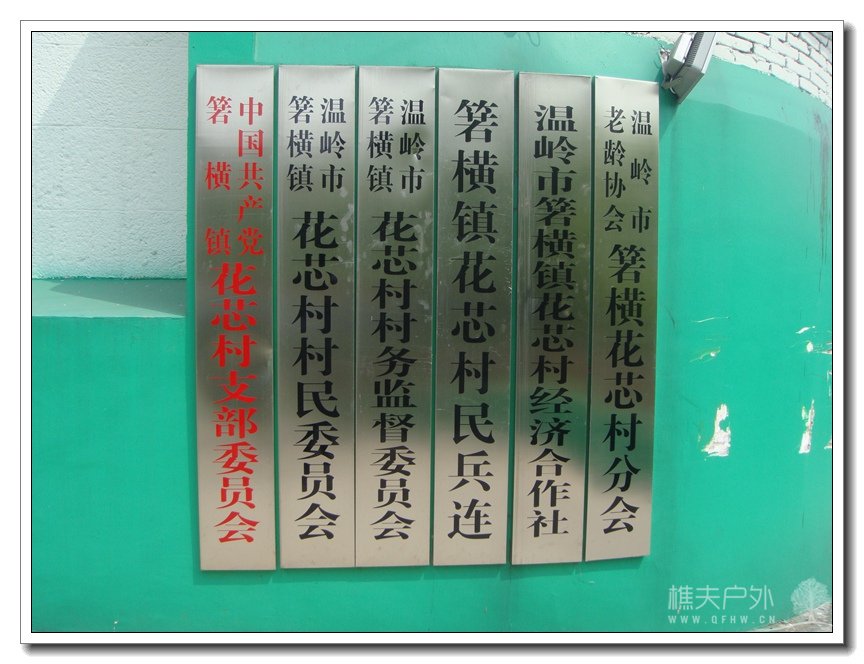 中国共产党
箬横镇
花芯村支部委员会
温岭市
箬横镇
花芯村村民委员会
温岭市
箬横镇
花芯村村务监督委员会
箬横镇花芯村民兵连
温岭市箬横镇花芯村经济合作社
温岭市
老龄协会
箬横花芯村分会
樵夫户外
WWW.QFHW.CN